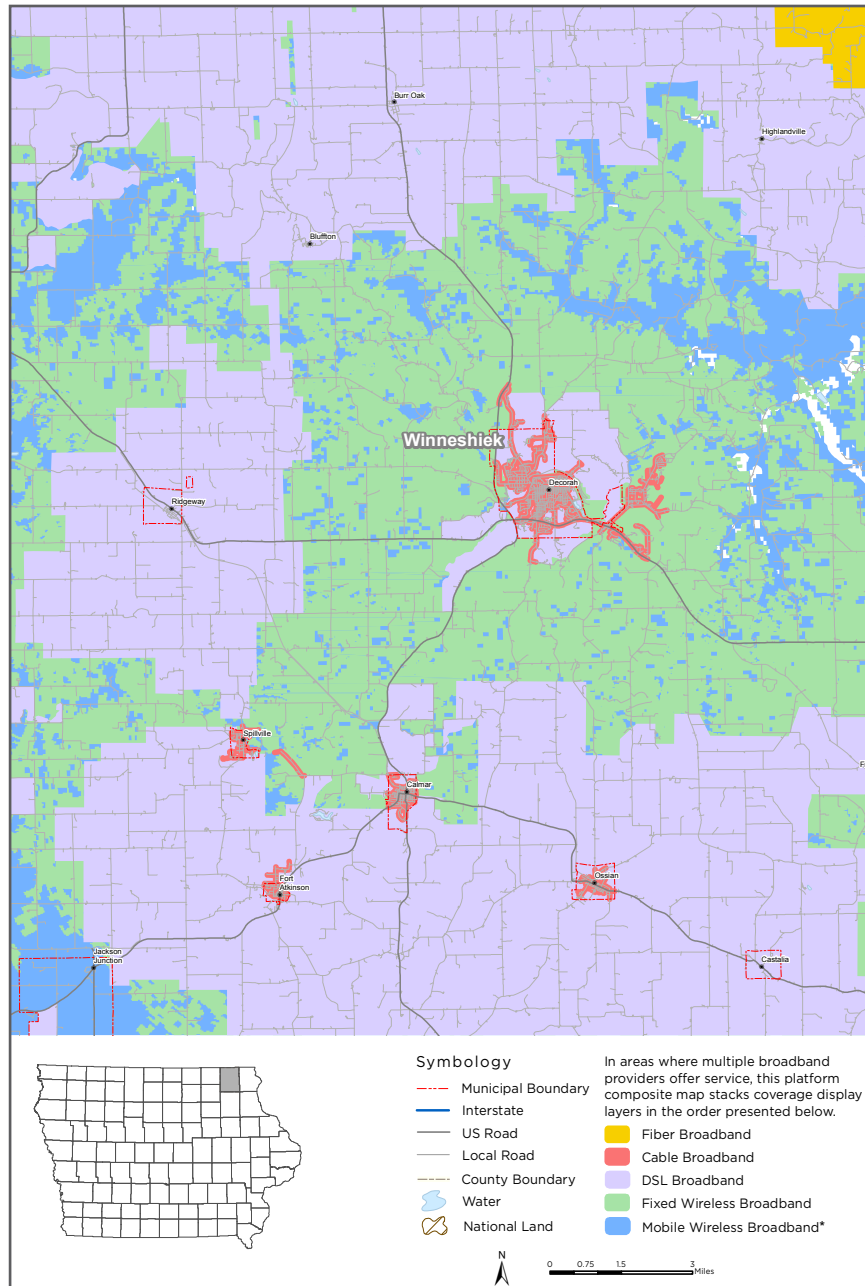 Burr Oak
Highlandville
Bluffton
Winneshiek
Decorah
Ridgeway
Spillville
Calmar
Fort
Atkinson
Ossian
Jackson
Junction
Castalia
F
Symbology
Municipal Boundary
Interstate
US Road
Local Road
County Boundary
Water
National Land
In areas where multiple broadband
providers offer service, this platform
composite map stacks coverage display
layers in the order presented below.
Fiber Broadband
Cable Broadband
DSL Broadband
Fixed Wireless Broadband
Mobile Wireless Broadband*
N
0 0.75 1.5 3
Miles